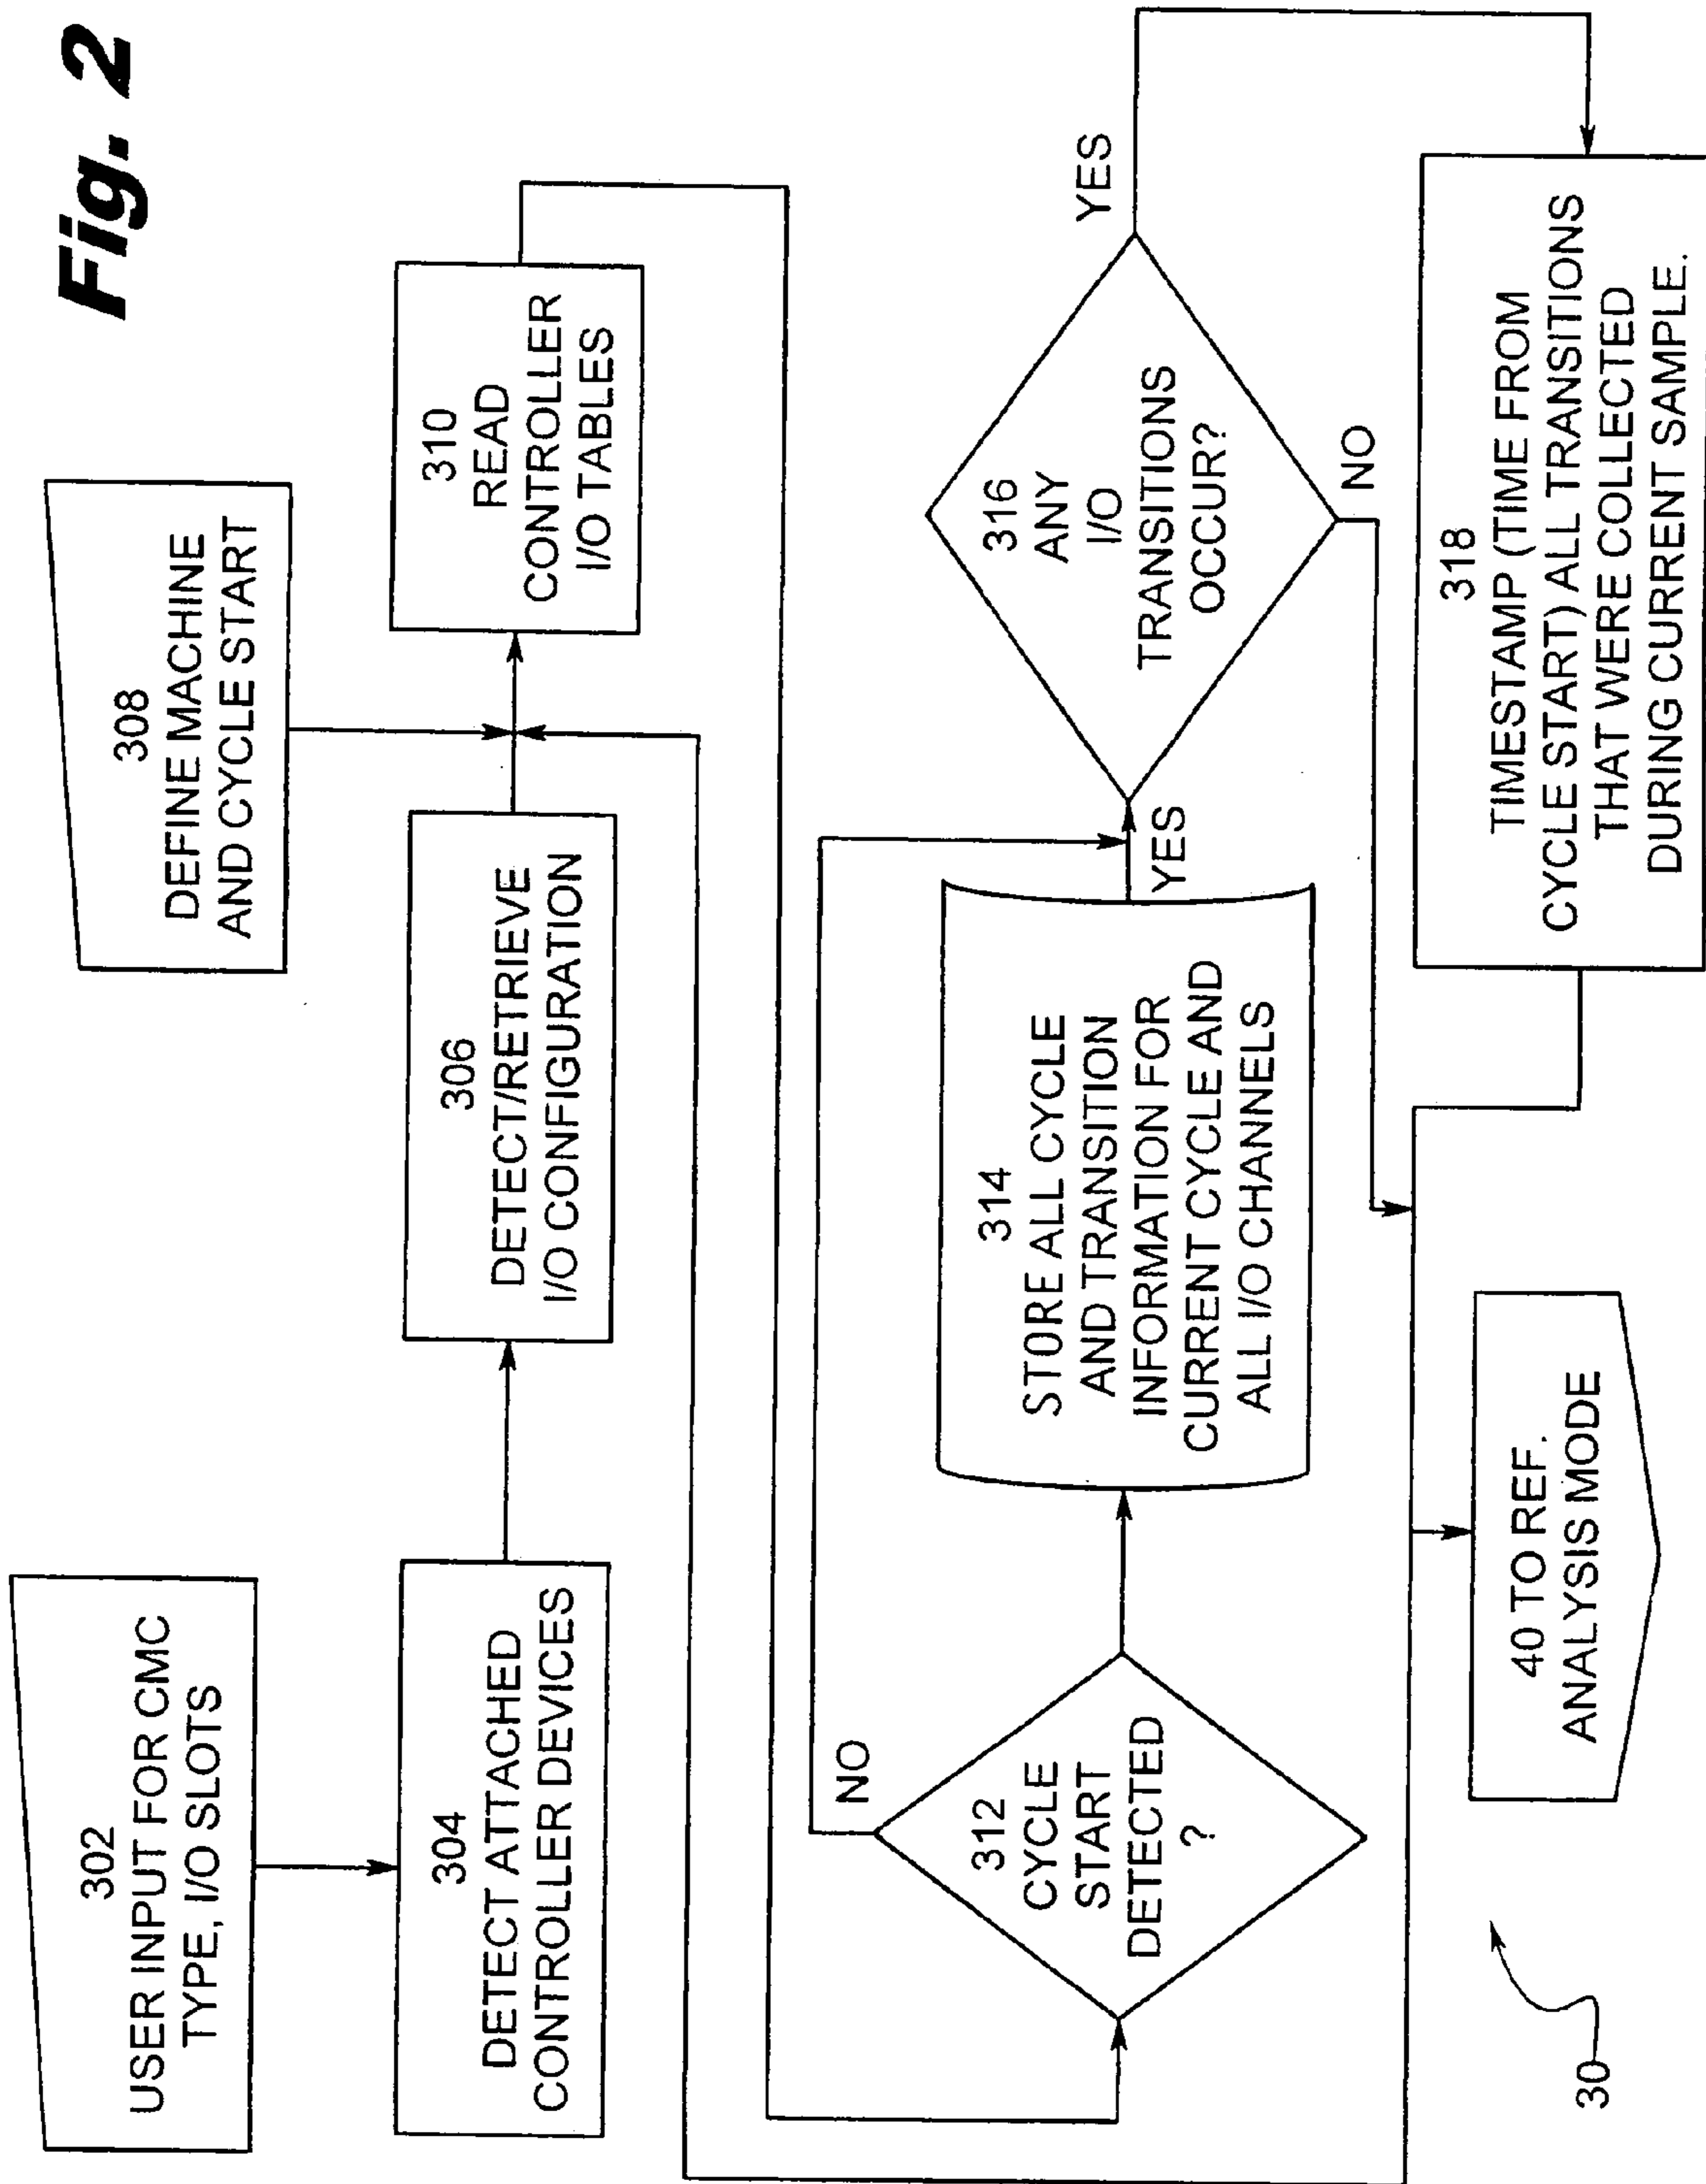 Fig. 2
302
USER INPUT FOR CMC
TYPE, I/O SLOTS
304
DETECT ATTACHED
CONTROLLER DEVICES
306
DETECT/RETRIEVE
I/O CONFIGURATION
308
DEFINE MACHINE
AND CYCLE START
310
READ
CONTROLLER
I/O TABLES
312
CYCLE
START
DETECTED
?
NO
314
STORE ALL CYCLE
AND TRANSITION
INFORMATION FOR
CURRENT CYCLE AND
ALL I/O CHANNELS
YES
316
ANY
I/O
TRANSITIONS
OCCUR?
YES
NO
318
TIMESTAMP (TIME FROM
CYCLE START) ALL TRANSITIONS
THAT WERE COLLECTED
DURING CURRENT SAMPLE.
40 TO REF.
ANALYSIS MODE
30